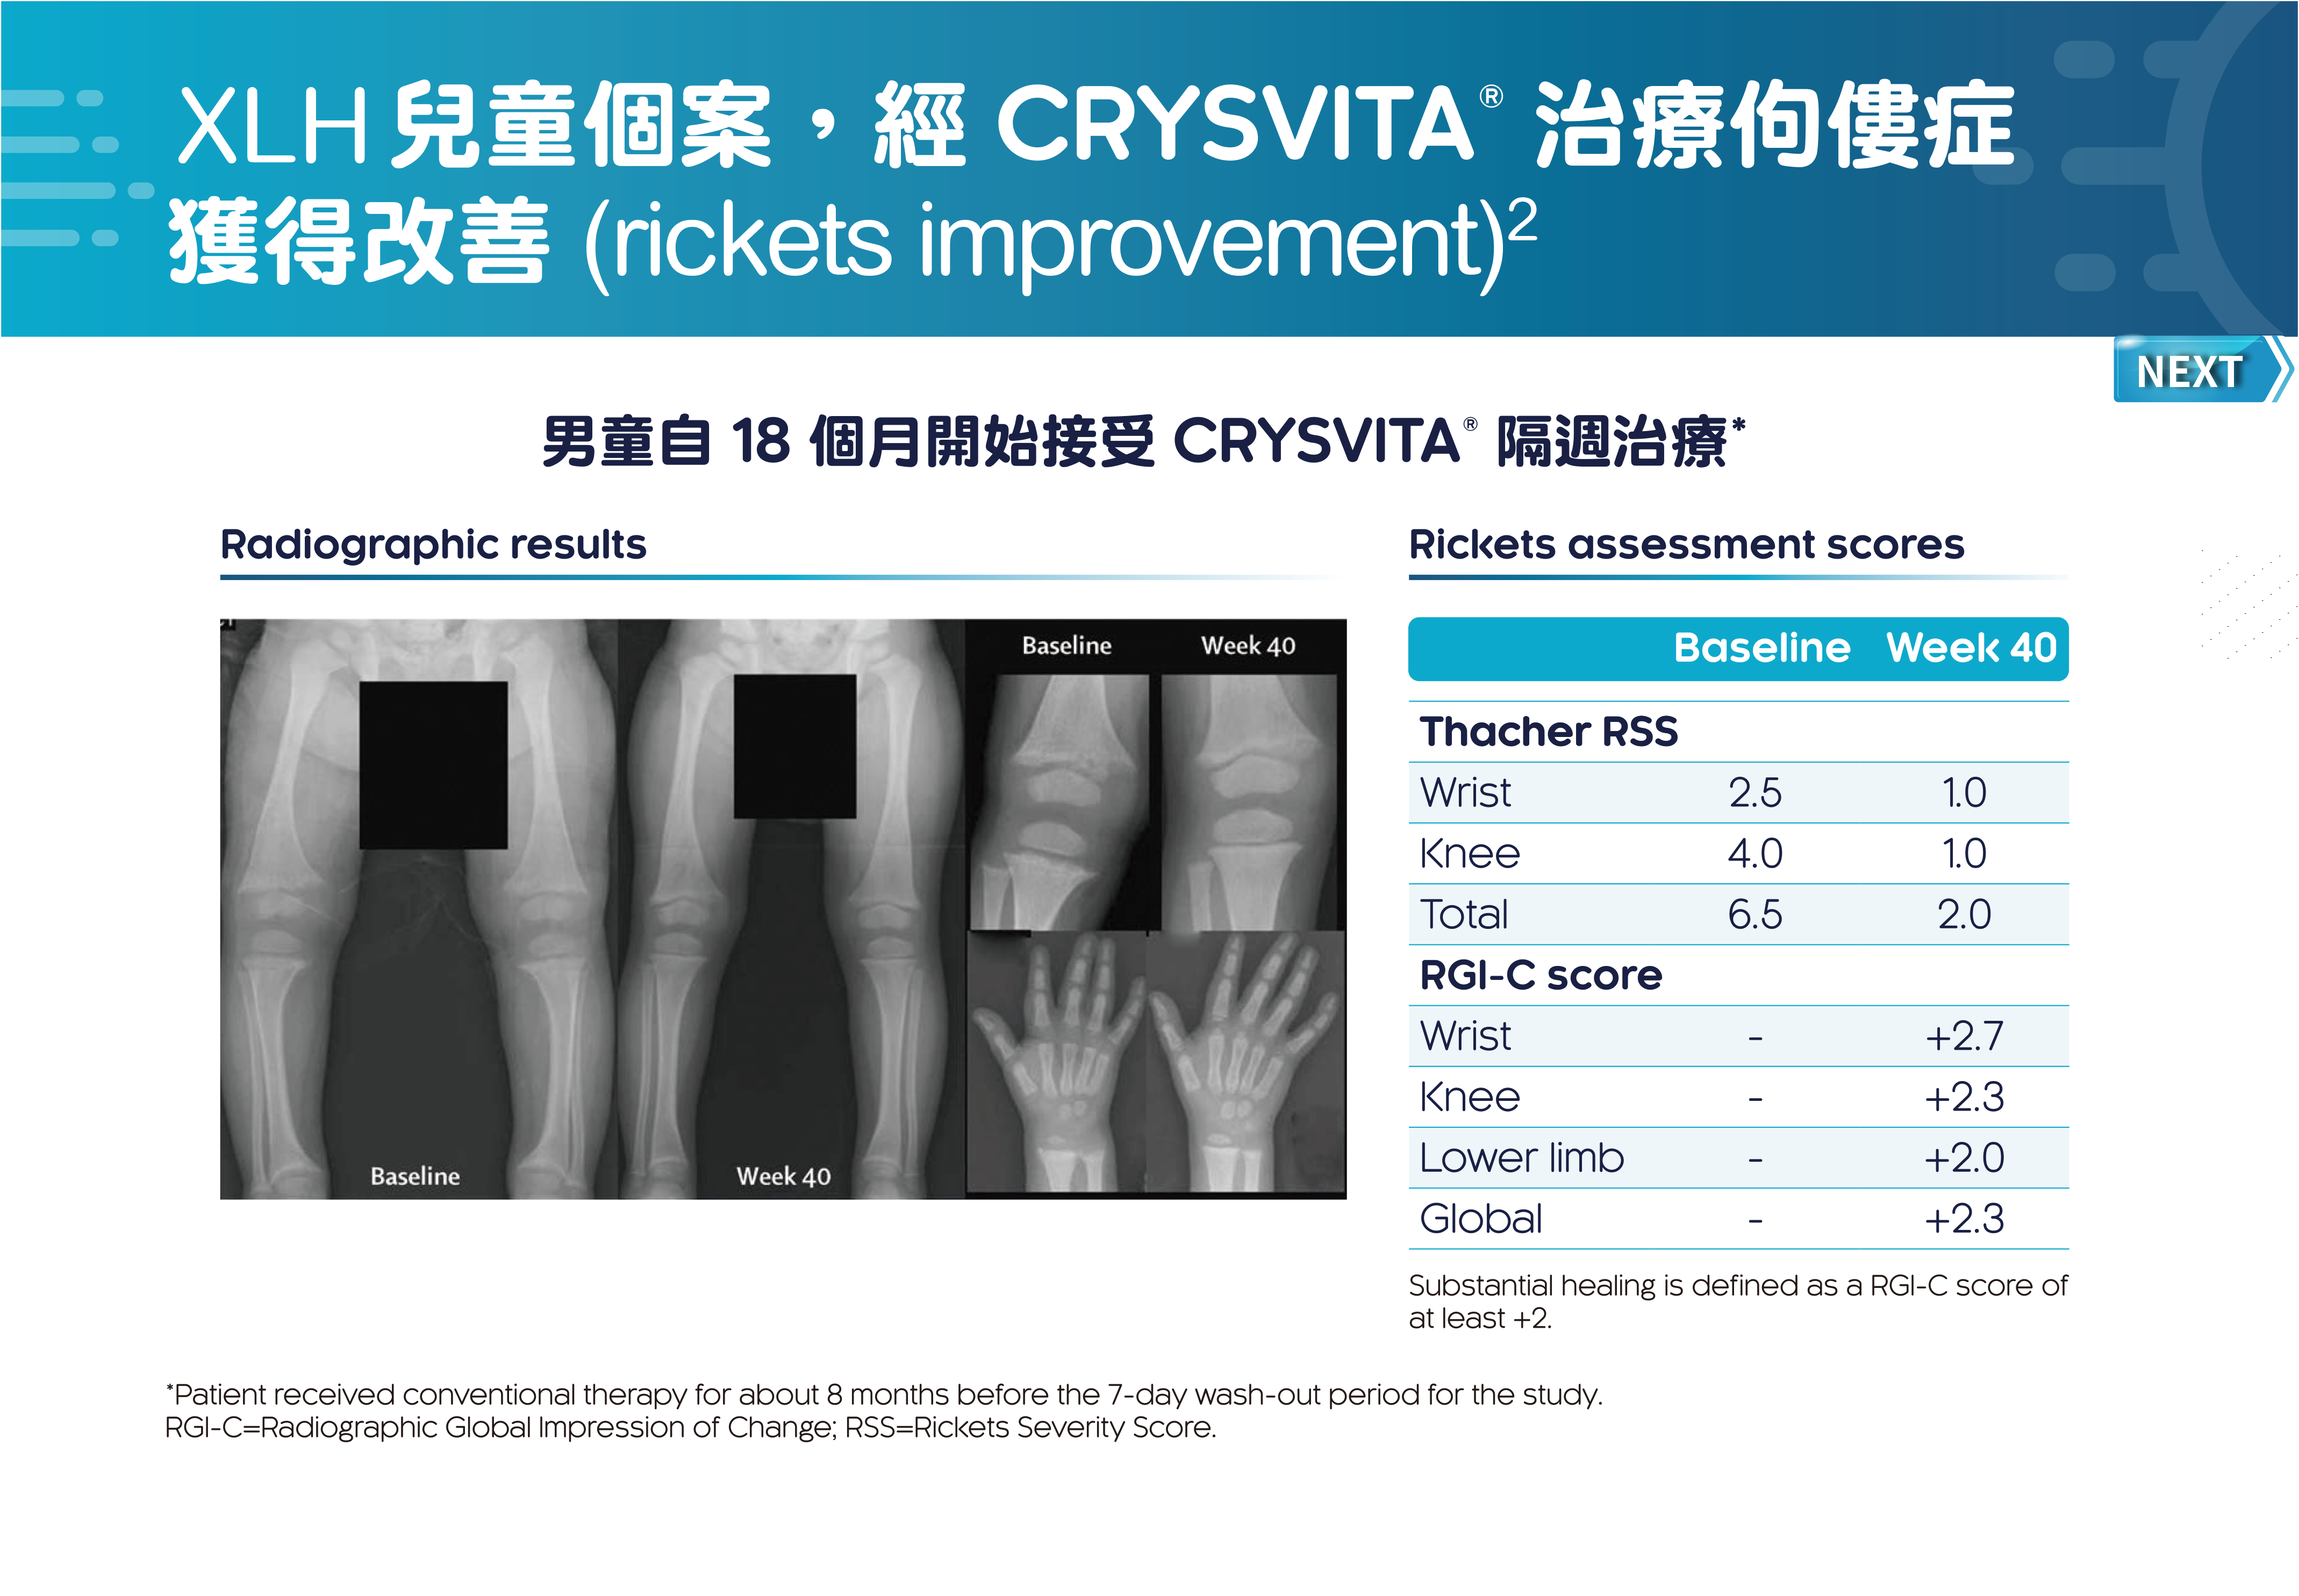 XLH 兒童個案，經 CRYSVITA® 治療佝僂症
獲得改善 (rickets improvement)²
NEXT
男童自 18 個月開始接受 CRYSVITA® 隔週治療*
Radiographic results
Baseline
Week 40
Baseline
Week 40
Rickets assessment scores
Baseline Week 40
Thacher RSS
Wrist 2.5 1.0
Knee 4.0 1.0
Total 6.5 2.0
RGI-C score
Wrist - +2.7
Knee - +2.3
Lower limb - +2.0
Global - +2.3
Substantial healing is defined as a RGI-C score of
at least +2.
*Patient received conventional therapy for about 8 months before the 7-day wash-out period for the study.
RGI-C=Radiographic Global Impression of Change; RSS=Rickets Severity Score.